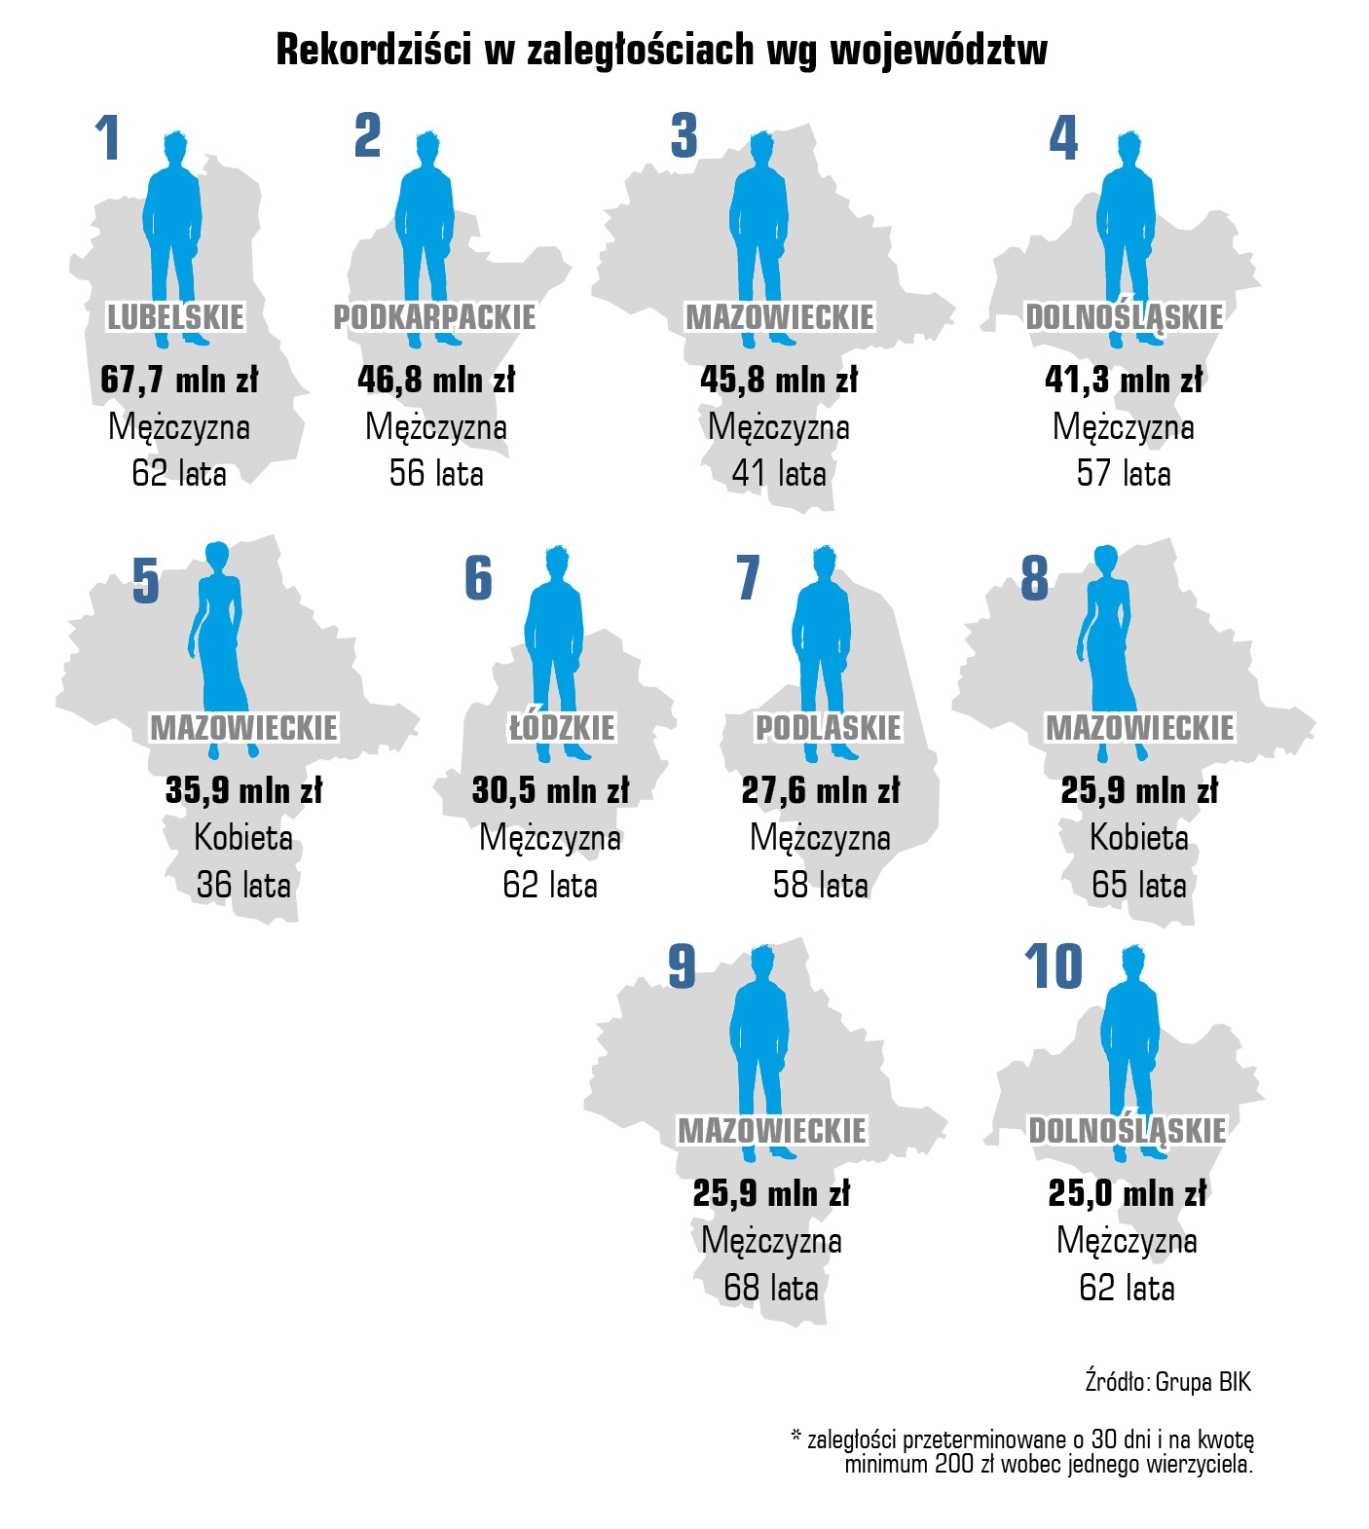 Rekordziści w zaległościach wg województw
1
LUBELSKIE
67,7 mln zł
Mężczyzna
62 lata
2
PODKARPACKIE
46,8 mln zł
Mężczyzna
56 lata
3
MAZOWIECKIE
45,8 mln zł
Mężczyzna
41 lata
4
DOLNOŚLĄSKIE
41,3 mln zł
Mężczyzna
57 lata
5
MAZOWIECKIE
35,9 mln zł
Kobieta
36 lata
6
ŁÓDZKIE
30,5 mln zł
Mężczyzna
62 lata
7
PODLASKIE
27,6 mln zł
Mężczyzna
58 lata
8
MAZOWIECKIE
25,9 mln zł
Kobieta
65 lata
9
MAZOWIECKIE
25,9 mln zł
Mężczyzna
68 lata
10
DOLNOŚLĄSKIE
25,0 mln zł
Mężczyzna
62 lata
Źródło: Grupa BIK
* zaległości przeterminowane o 30 dni i na kwotę
minimum 200 zł wobec jednego wierzyciela.